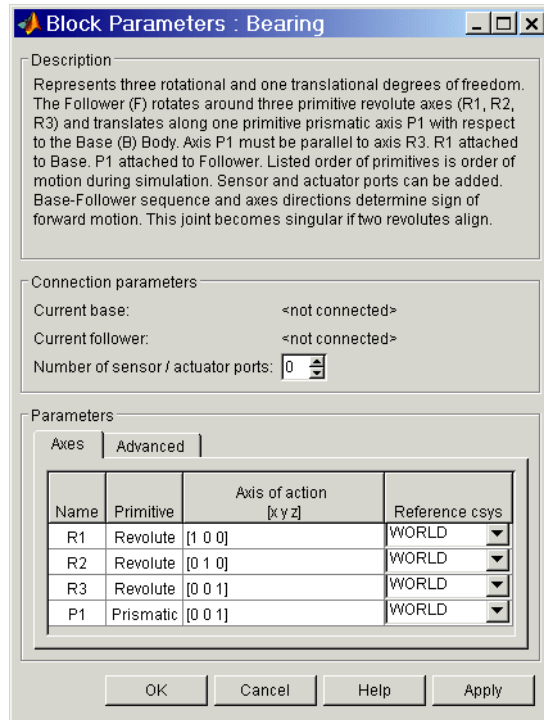 Block Parameters : Bearing
Description
Represents three rotational and one translational degrees of freedom.
The Follower (F) rotates around three primitive revolute axes (R1, R2,
R3) and translates along one primitive prismatic axis P1 with respect
to the Base (B) Body. Axis P1 must be parallel to axis R3. R1 attached
to Base. P1 attached to Follower. Listed order of primitives is order of
motion during simulation. Sensor and actuator ports can be added.
Base-Follower sequence and axes directions determine sign of
forward motion. This joint becomes singular if two revolutes align.
Connection parameters
Current base: <not connected>
Current follower: <not connected>
Number of sensor / actuator ports: 0
Parameters
Axes Advanced
Name Primitive Axis of action [x y z] Reference csys
R1 Revolute [1 0 0] WORLD
R2 Revolute [0 1 0] WORLD
R3 Revolute [0 0 1] WORLD
P1 Prismatic [0 0 1] WORLD
OK Cancel Help Apply